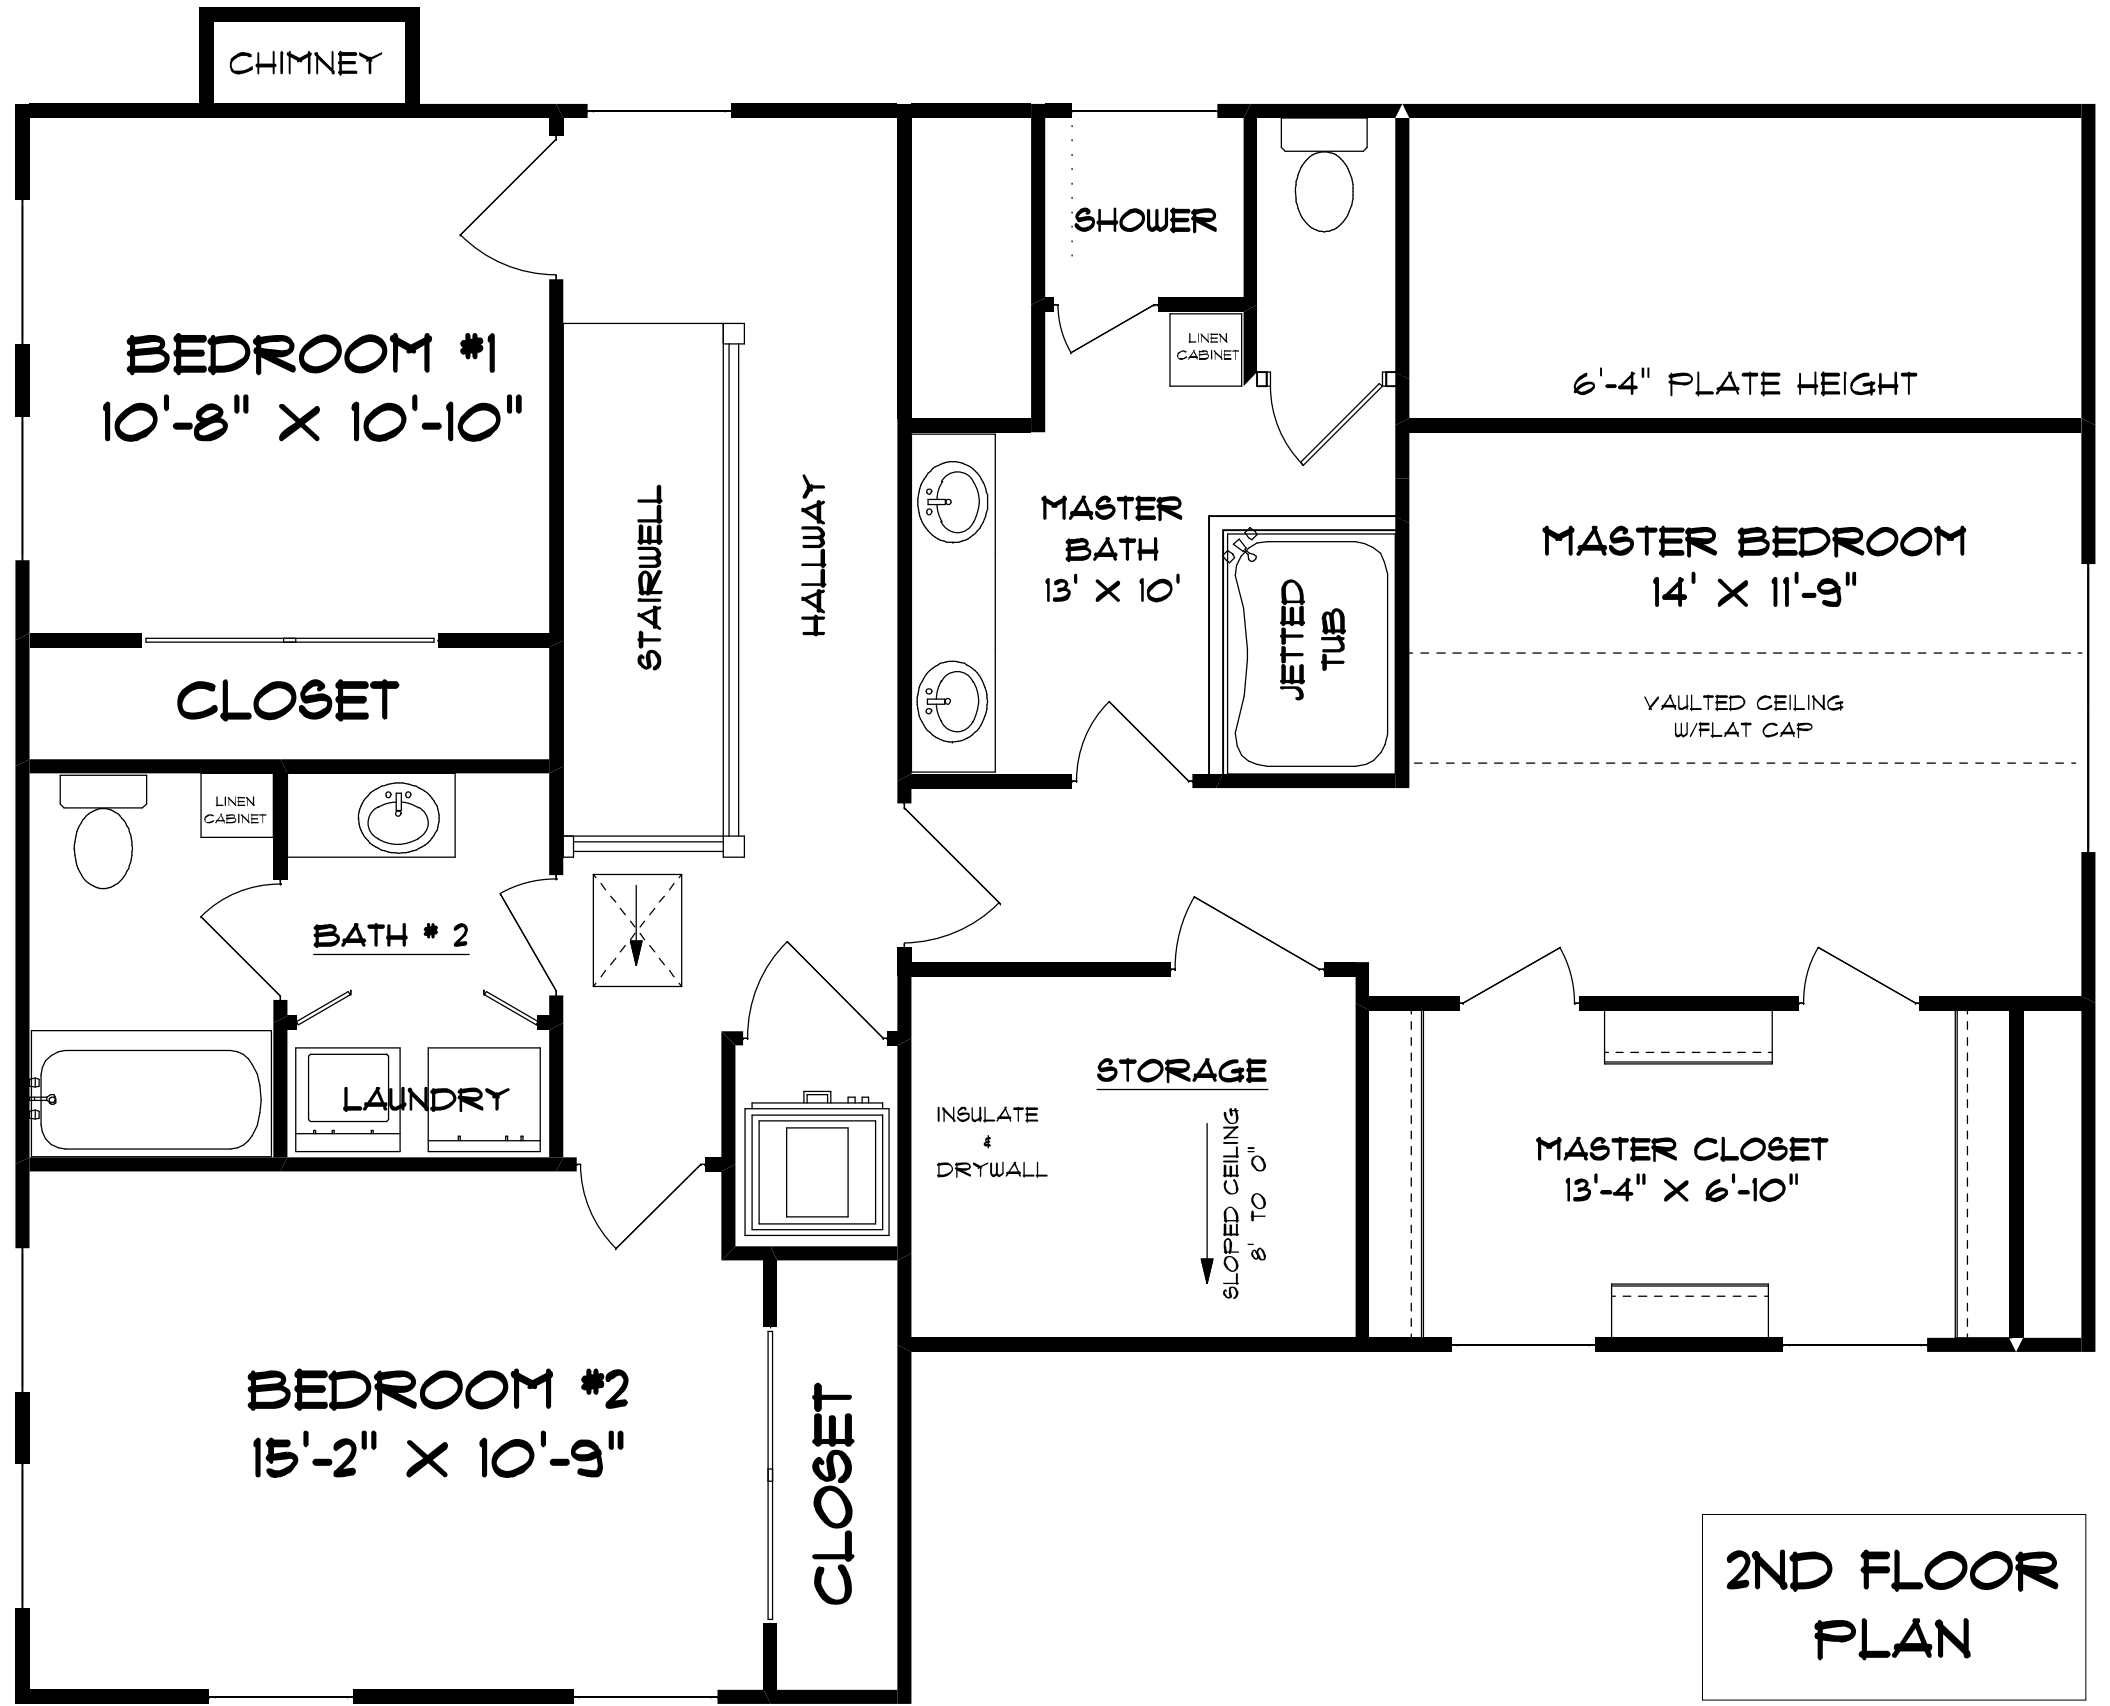 CHIMNEY
BEDROOM #1
10'-8" X 10'-10"
CLOSET
STAIRWELL
HALLWAY
SHOWER
LINEN
CABINET
MASTER
BATH
13' X 10'
JETTED
TUB
6'-4" PLATE HEIGHT
MASTER BEDROOM
14' X 11'-9"
VAULTED CEILING
W/FLAT CAP
LINEN
CABINET
BATH # 2
LAUNDRY
STORAGE
INSULATE
&
DRYWALL
SLOPED CEILING
8' TO 0"
MASTER CLOSET
13'-4" X 6'-10"
BEDROOM #2
15'-2" X 10'-9"
CLOSET
2ND FLOOR
PLAN